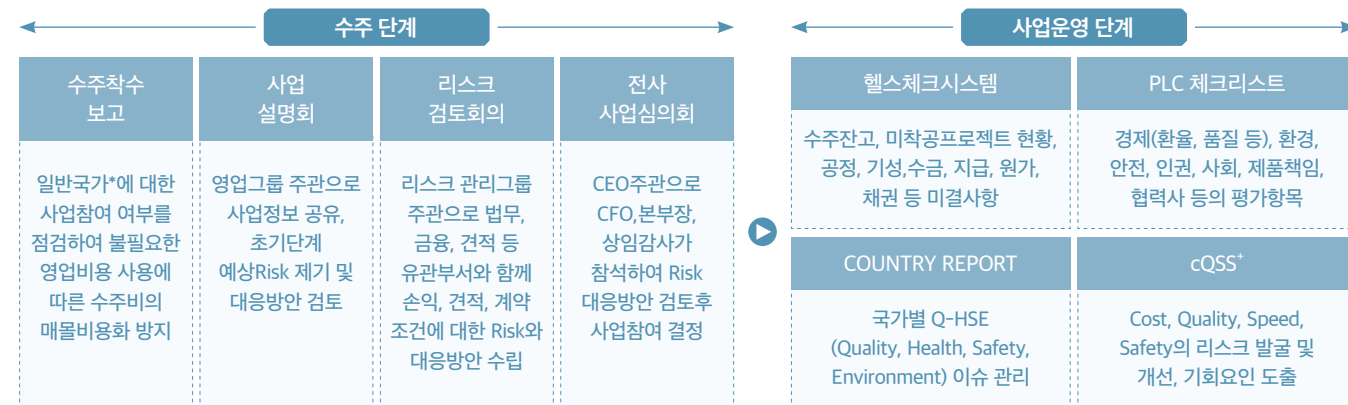 수주 단계
수주착수
보고
일반국가*에 대한
사업참여 여부를
점검하여 불필요한
영업비용 사용에
따른 수주비의
매몰비용화 방지
사업
설명회
영업그룹 주관으로
사업정보 공유,
초기단계
예상Risk 제기 및
대응방안 검토
리스크
검토회의
리스크 관리그룹
주관으로 법무,
금융, 견적 등
유관부서와 함께
손익, 견적, 계약
조건에 대한 Risk와
대응방안 수립
전사
사업심의회
CEO주관으로
CFO,본부장,
상임감사가
참석하여 Risk
대응방안 검토후
사업참여 결정
사업운영 단계
헬스체크시스템
수주잔고, 미착공프로젝트 현황,
공정, 기성,수금, 지급, 원가,
채권 등 미결사항
PLC 체크리스트
경제(환율, 품질 등), 환경,
안전, 인권, 사회, 제품책임,
협력사 등의 평가항목
COUNTRY REPORT
국가별 Q-HSE
(Quality, Health, Safety,
Environment) 이슈 관리
cQSS⁺
Cost, Quality, Speed,
Safety의 리스크 발굴 및
개선, 기회요인 도출